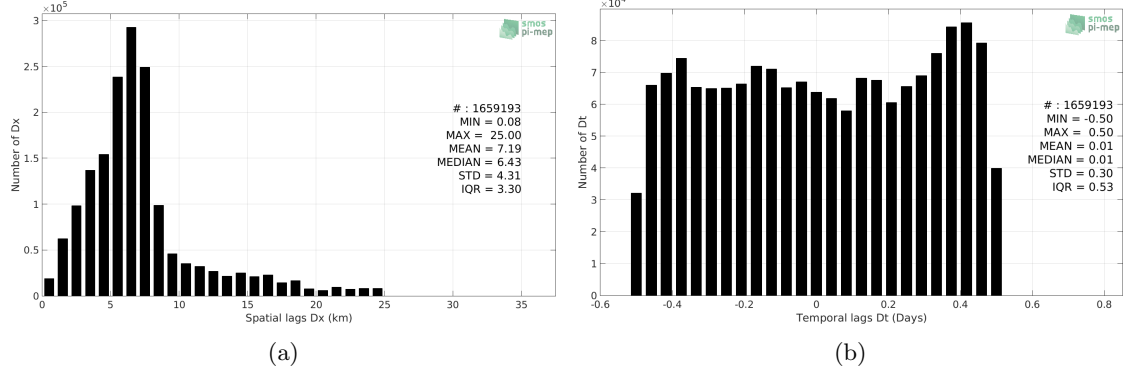 ×10⁵
smos
pi-mep
3
2.5
2
1.5
1
0.5
0
Number of Dx
# : 1659193
MIN = 0.08
MAX = 25.00
MEAN = 7.19
MEDIAN = 6.43
STD = 4.31
IQR = 3.30
0 5 10 15 20 25 30 35
Spatial lags Dx (km)
(a)
smos
pi-mep
8
7
6
5
4
3
2
1
0
Number of Dt
# : 1659193
MIN = -0.50
MAX = 0.50
MEAN = 0.01
MEDIAN = 0.01
STD = 0.30
IQR = 0.53
-0.6 -0.4 -0.2 0 0.2 0.4 0.6 0.8
Temporal lags Dt (Days)
(b)